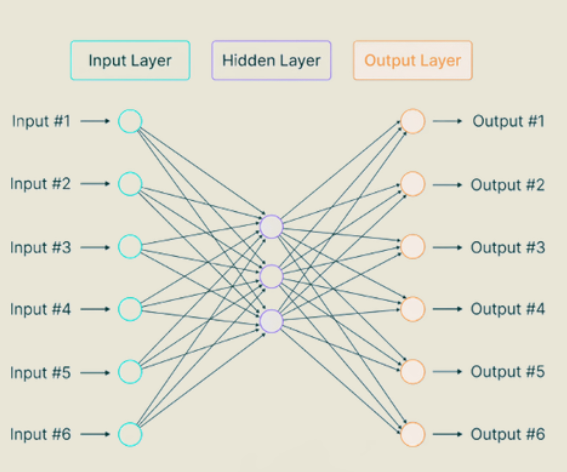 Input Layer
Hidden Layer
Output Layer
Input #1
Output #1
Input #2
Output #2
Input #3
Output #3
Input #4
Output #4
Input #5
Output #5
Input #6
Output #6